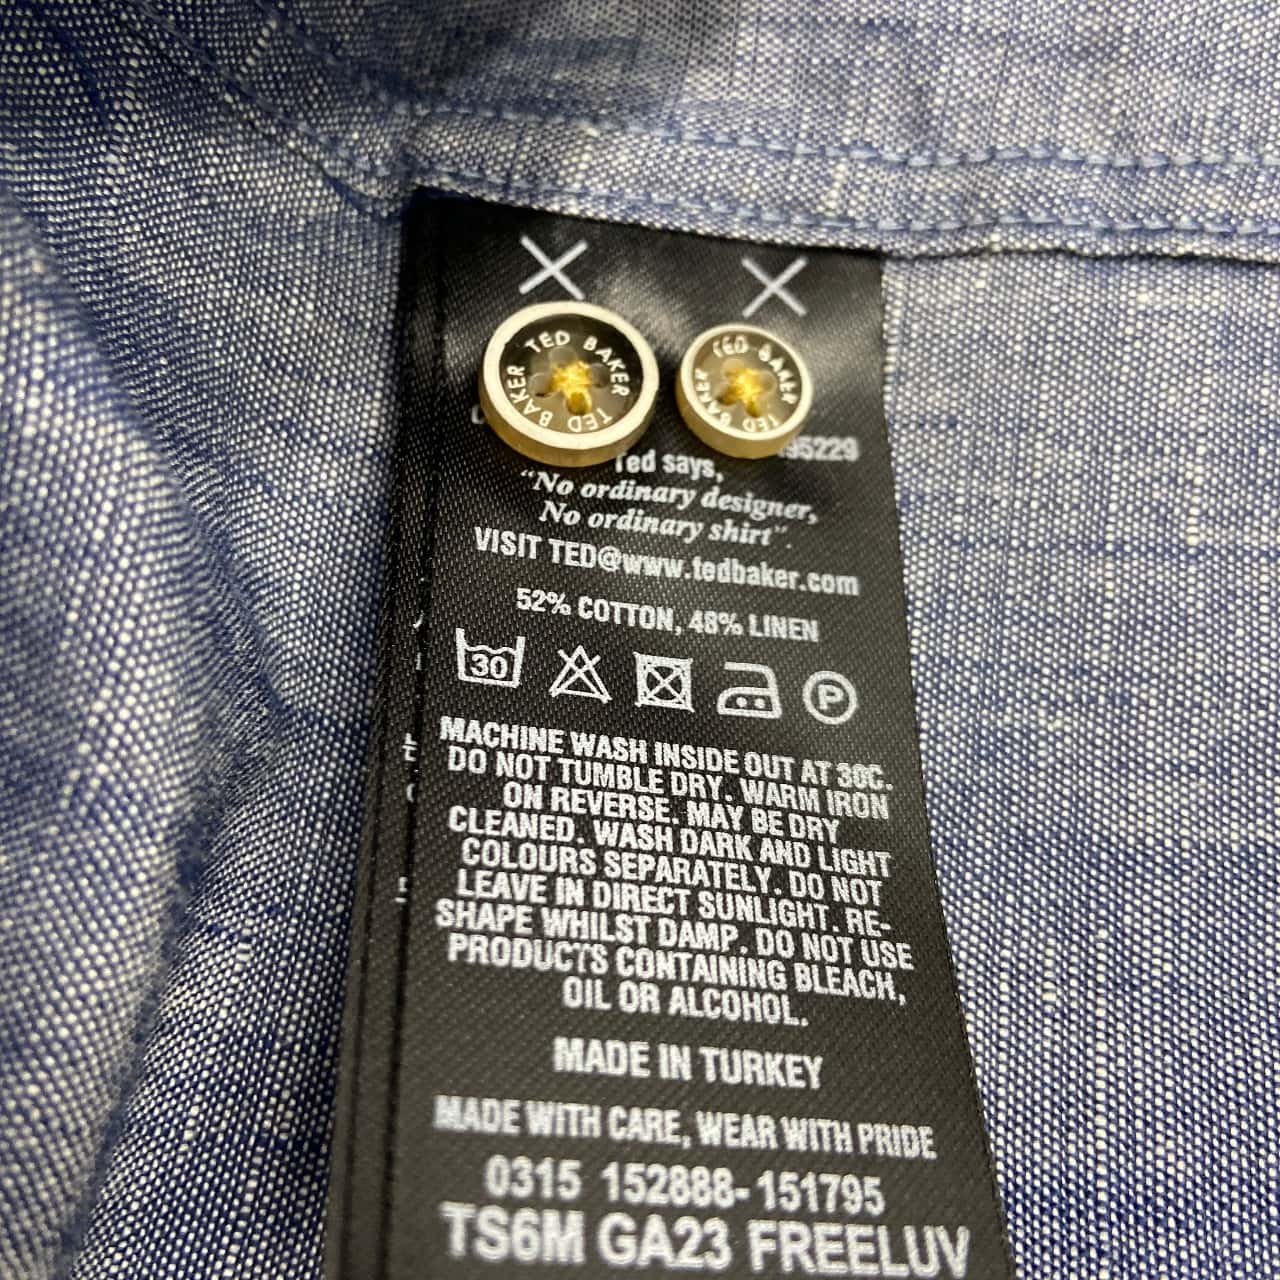 TED BAKER TED BAKER
TED BAKER TED BAKER
95229
Ted says,
“No ordinary designer,
No ordinary shirt”.
VISIT TED@www.tedbaker.com
52% COTTON, 48% LINEN
30 P
MACHINE WASH INSIDE OUT AT 30C.
DO NOT TUMBLE DRY. WARM IRON
ON REVERSE. MAY BE DRY
CLEANED. WASH DARK AND LIGHT
COLOURS SEPARATELY. DO NOT
LEAVE IN DIRECT SUNLIGHT. RE-
SHAPE WHILST DAMP. DO NOT USE
PRODUCTS CONTAINING BLEACH,
OIL OR ALCOHOL.
MADE IN TURKEY
MADE WITH CARE, WEAR WITH PRIDE
0315 152888-151795
TS6M GA23 FREELUV